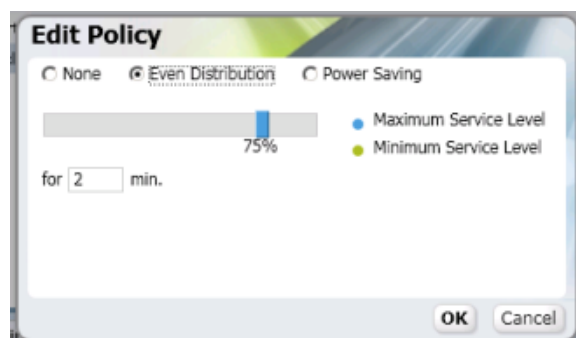 Edit Policy
None Even Distribution Power Saving
75%
Maximum Service Level
Minimum Service Level
for 2 min.
OK Cancel